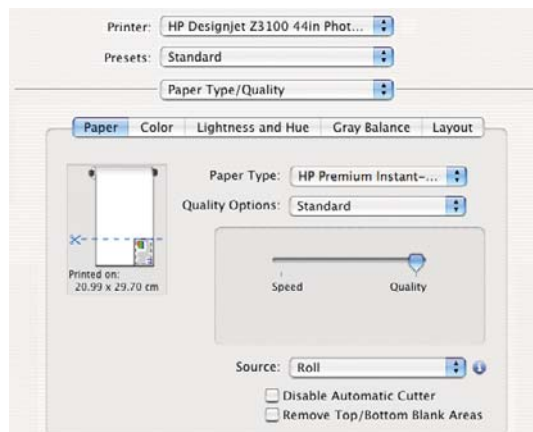 Printer: HP Designjet Z3100 44in Phot...
Presets: Standard
Paper Type/Quality
Paper Color Lightness and Hue Gray Balance Layout
Paper Type: HP Premium Instant-...
Quality Options: Standard
Printed on:
20.99 x 29.70 cm
Speed Quality
Source: Roll
Disable Automatic Cutter
Remove Top/Bottom Blank Areas